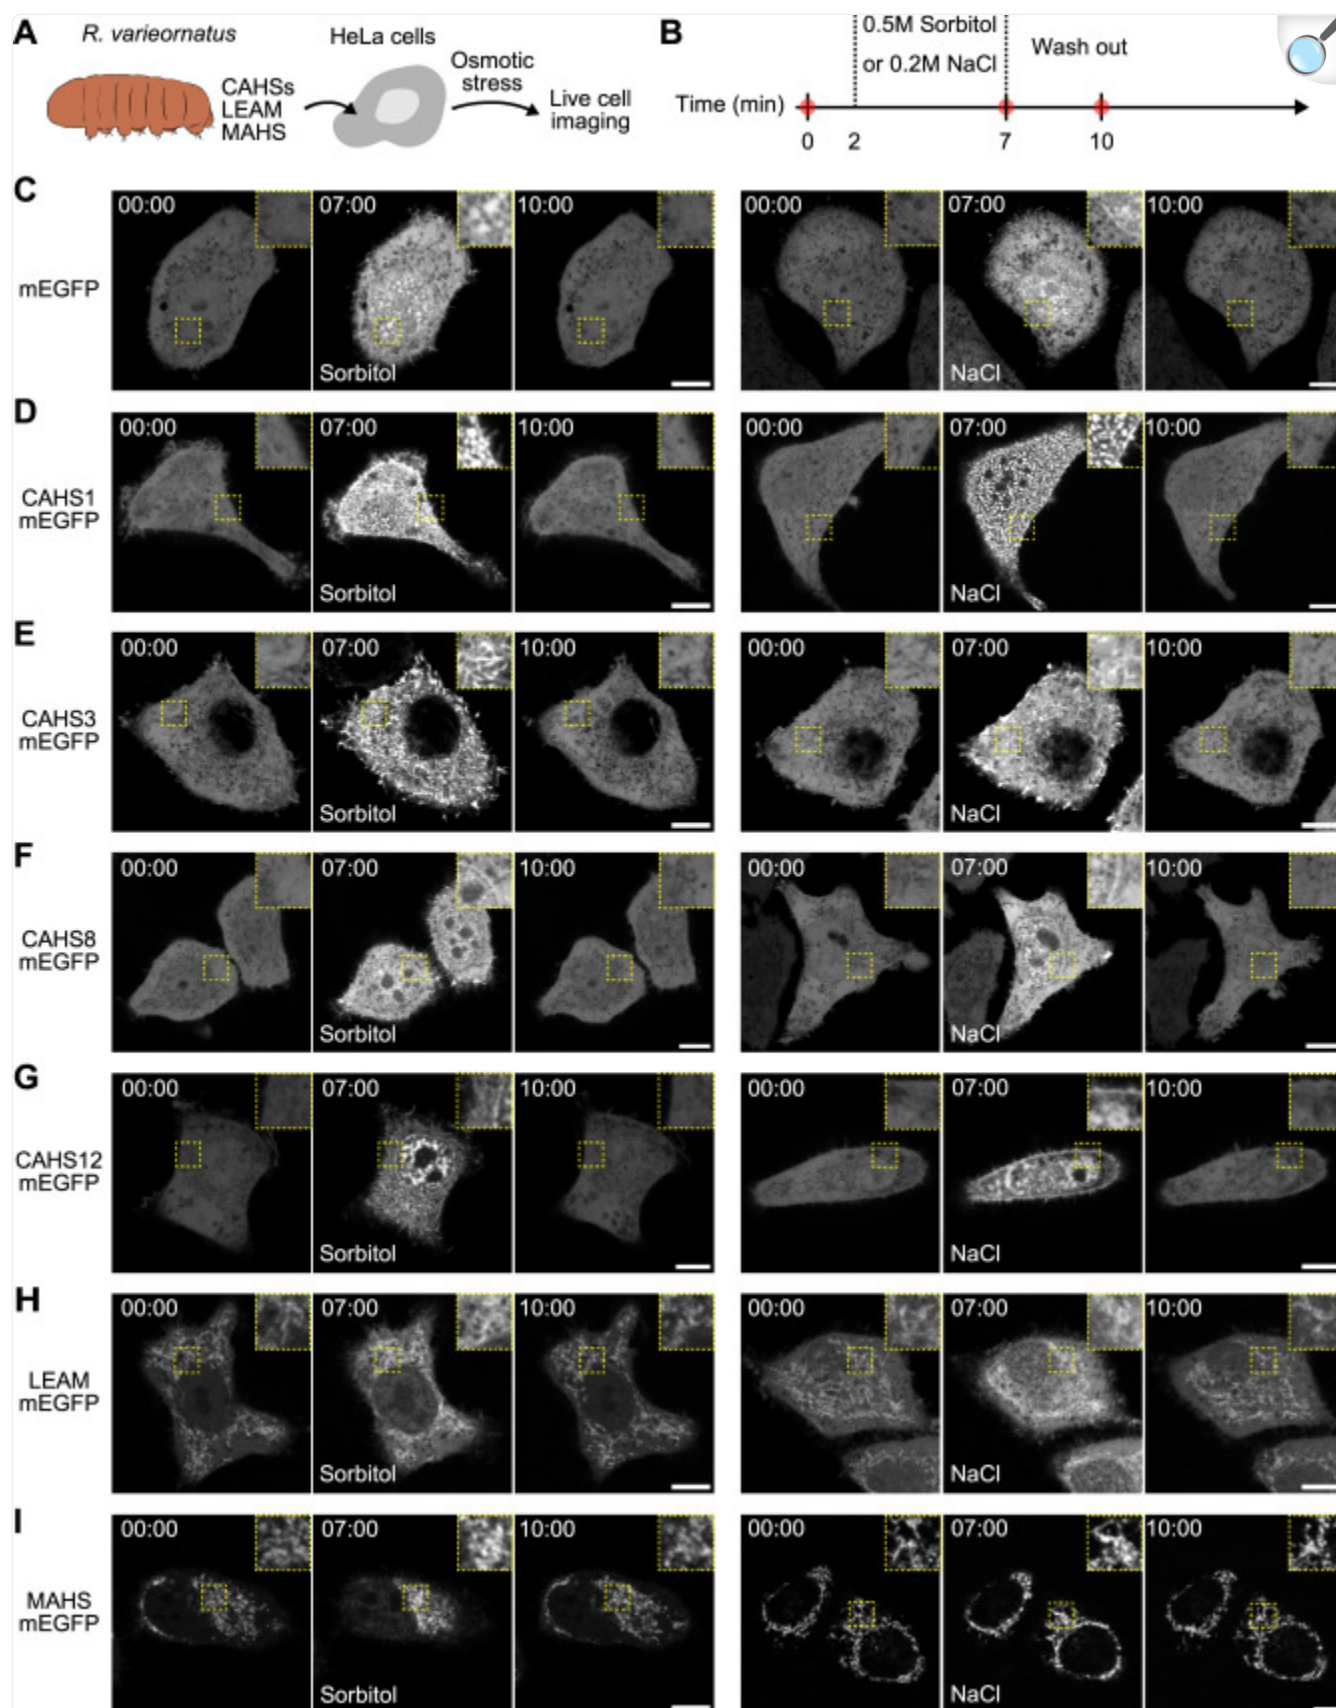 A
R. varieornatus
CAHSs
LEAM
MAHS
HeLa cells
Osmotic
stress
Live cell
imaging
B
0.5M Sorbitol
or 0.2M NaCl
Wash out
Time (min)
0
2
7
10
C
mEGFP
00:00
07:00
Sorbitol
10:00
00:00
07:00
NaCl
10:00
D
CAHS1
mEGFP
00:00
07:00
Sorbitol
10:00
00:00
07:00
NaCl
10:00
E
CAHS3
mEGFP
00:00
07:00
Sorbitol
10:00
00:00
07:00
NaCl
10:00
F
CAHS8
mEGFP
00:00
07:00
Sorbitol
10:00
00:00
07:00
NaCl
10:00
G
CAHS12
mEGFP
00:00
07:00
Sorbitol
10:00
00:00
07:00
NaCl
10:00
H
LEAM
mEGFP
00:00
07:00
Sorbitol
10:00
00:00
07:00
NaCl
10:00
I
MAHS
mEGFP
00:00
07:00
Sorbitol
10:00
00:00
07:00
NaCl
10:00